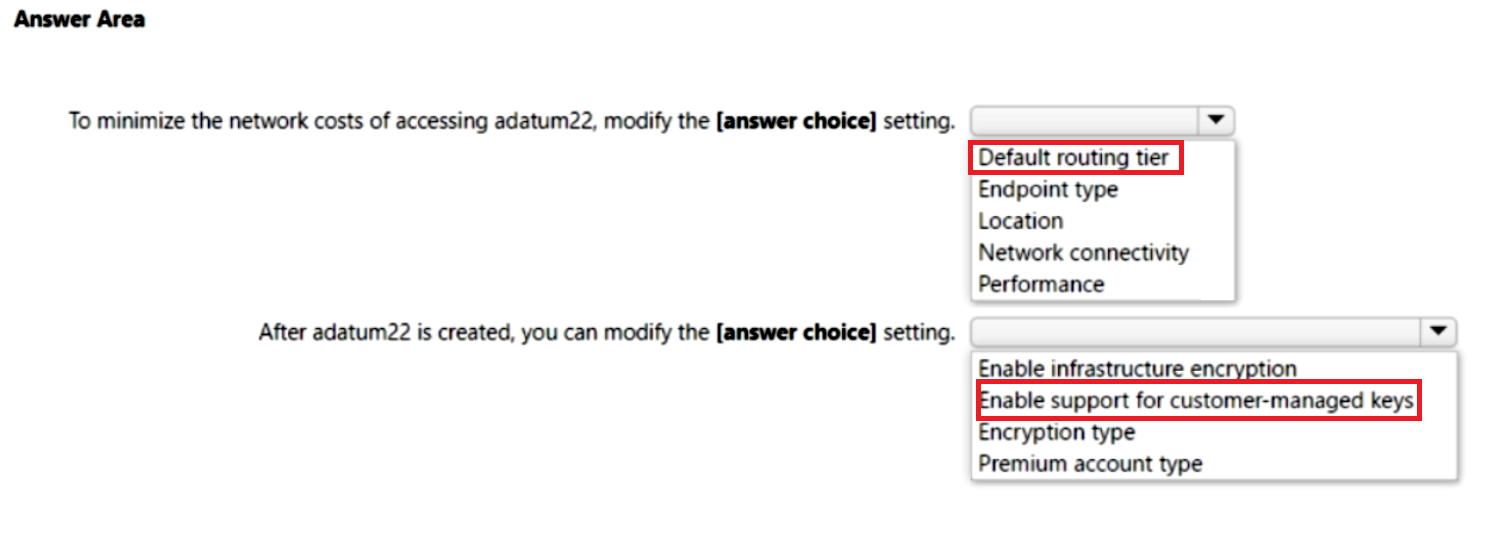 Answer Area
To minimize the network costs of accessing adatum22, modify the [answer choice] setting.
Default routing tier
Endpoint type
Location
Network connectivity
Performance
After adatum22 is created, you can modify the [answer choice] setting.
Enable infrastructure encryption
Enable support for customer-managed keys
Encryption type
Premium account type